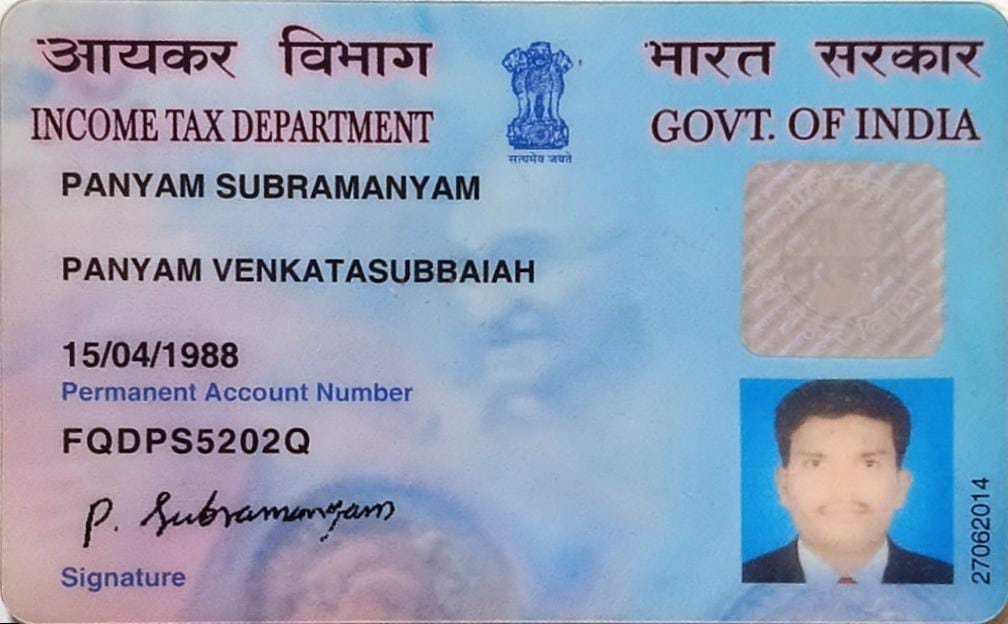 आयकर विभाग
भारत सरकार
INCOME TAX DEPARTMENT
GOVT. OF INDIA
सत्यमेव जयते
PANYAM SUBRAMANYAM
PANYAM VENKATASUBBAIAH
15/04/1988
Permanent Account Number
FQDPS5202Q
P. Subramanyam
Signature
27062014